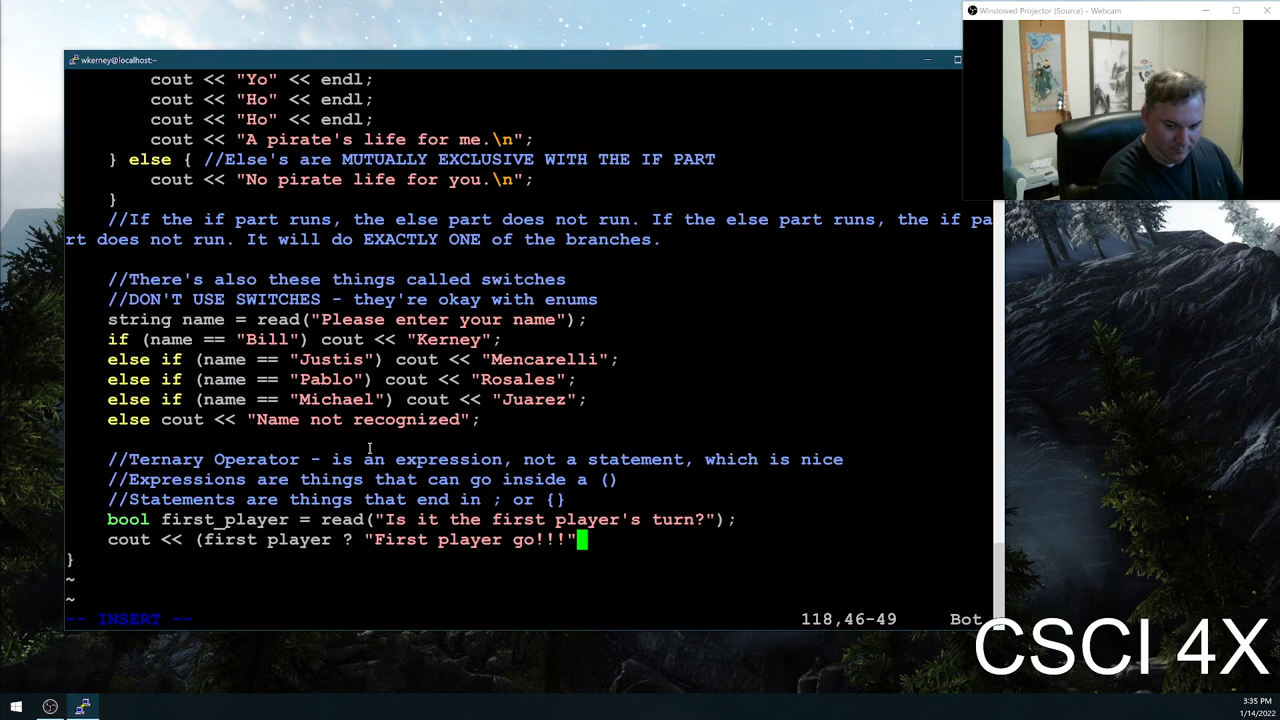 Windowed Projector (Source) - Webcam
wkerney@localhost:~
cout << "Yo" << endl;
cout << "Ho" << endl;
cout << "Ho" << endl;
cout << "A pirate's life for me.\n";
} else { //Else's are MUTUALLY EXCLUSIVE WITH THE IF PART
cout << "No pirate life for you.\n";
}
//If the if part runs, the else part does not run. If the else part runs, the if pa
rt does not run. It will do EXACTLY ONE of the branches.
//There's also these things called switches
//DON'T USE SWITCHES - they're okay with enums
string name = read("Please enter your name");
if (name == "Bill") cout << "Kerney";
else if (name == "Justis") cout << "Mencarelli";
else if (name == "Pablo") cout << "Rosales";
else if (name == "Michael") cout << "Juarez";
else cout << "Name not recognized";
//Ternary Operator - is an expression, not a statement, which is nice
//Expressions are things that can go inside a ()
//Statements are things that end in ; or {}
bool first_player = read("Is it the first player's turn?");
cout << (first player ? "First player go!!!"
}
~
~
-- INSERT --
118,46-49
Bot
CSCI 4X
3:35 PM
1/14/2022